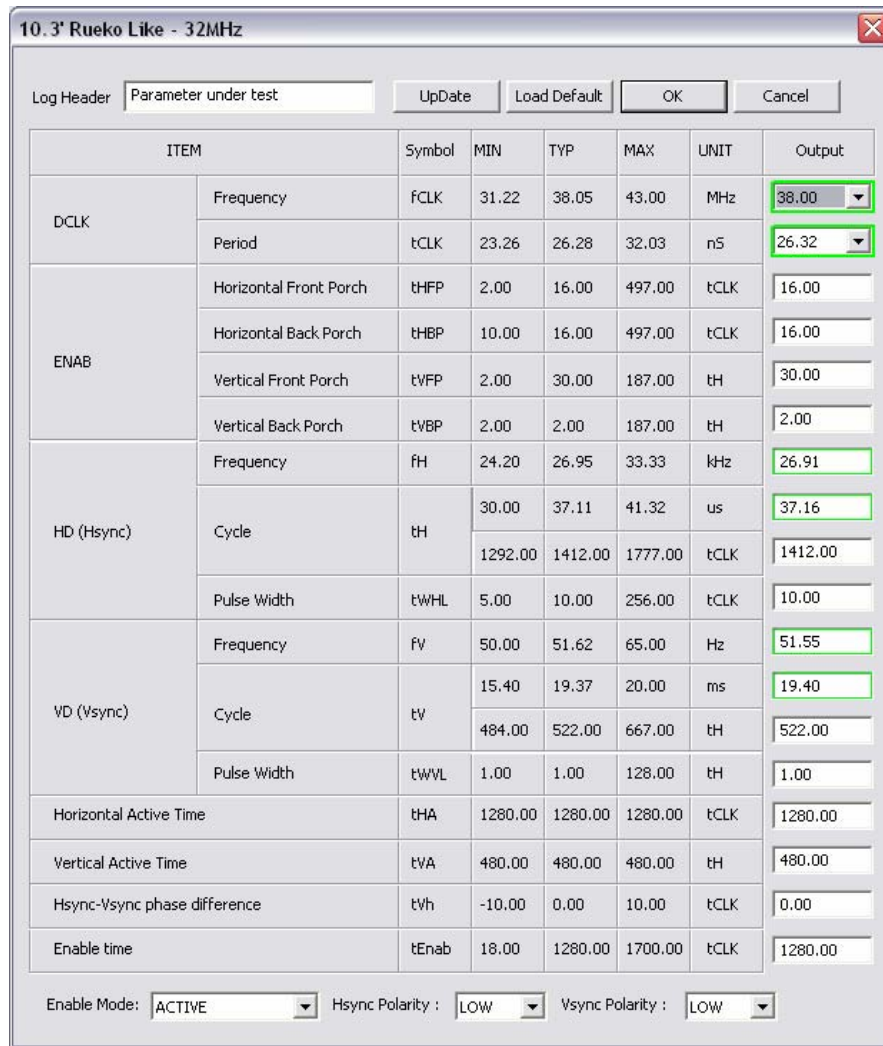 10.3' Rueko Like - 32MHz
Log Header Parameter under test UpDate Load Default OK Cancel
ITEM Symbol MIN TYP MAX UNIT Output
DCLK
Frequency fCLK 31.22 38.05 43.00 MHz 38.00
Period tCLK 23.26 26.28 32.03 nS 26.32
ENAB
Horizontal Front Porch tHFP 2.00 16.00 497.00 tCLK 16.00
Horizontal Back Porch tHBP 10.00 16.00 497.00 tCLK 16.00
Vertical Front Porch tVFP 2.00 30.00 187.00 tH 30.00
Vertical Back Porch tVBP 2.00 2.00 187.00 tH 2.00
HD (Hsync)
Frequency fH 24.20 26.95 33.33 kHz 26.91
Cycle tH
30.00 37.11 41.32 us 37.16
1292.00 1412.00 1777.00 tCLK 1412.00
Pulse Width tWHL 5.00 10.00 256.00 tCLK 10.00
VD (Vsync)
Frequency fV 50.00 51.62 65.00 Hz 51.55
Cycle tV
15.40 19.37 20.00 ms 19.40
484.00 522.00 667.00 tH 522.00
Pulse Width tWVL 1.00 1.00 128.00 tH 1.00
Horizontal Active Time tHA 1280.00 1280.00 1280.00 tCLK 1280.00
Vertical Active Time tVA 480.00 480.00 480.00 tH 480.00
Hsync-Vsync phase difference tVh -10.00 0.00 10.00 tCLK 0.00
Enable time tEnab 18.00 1280.00 1700.00 tCLK 1280.00
Enable Mode: ACTIVE Hsync Polarity : LOW Vsync Polarity : LOW